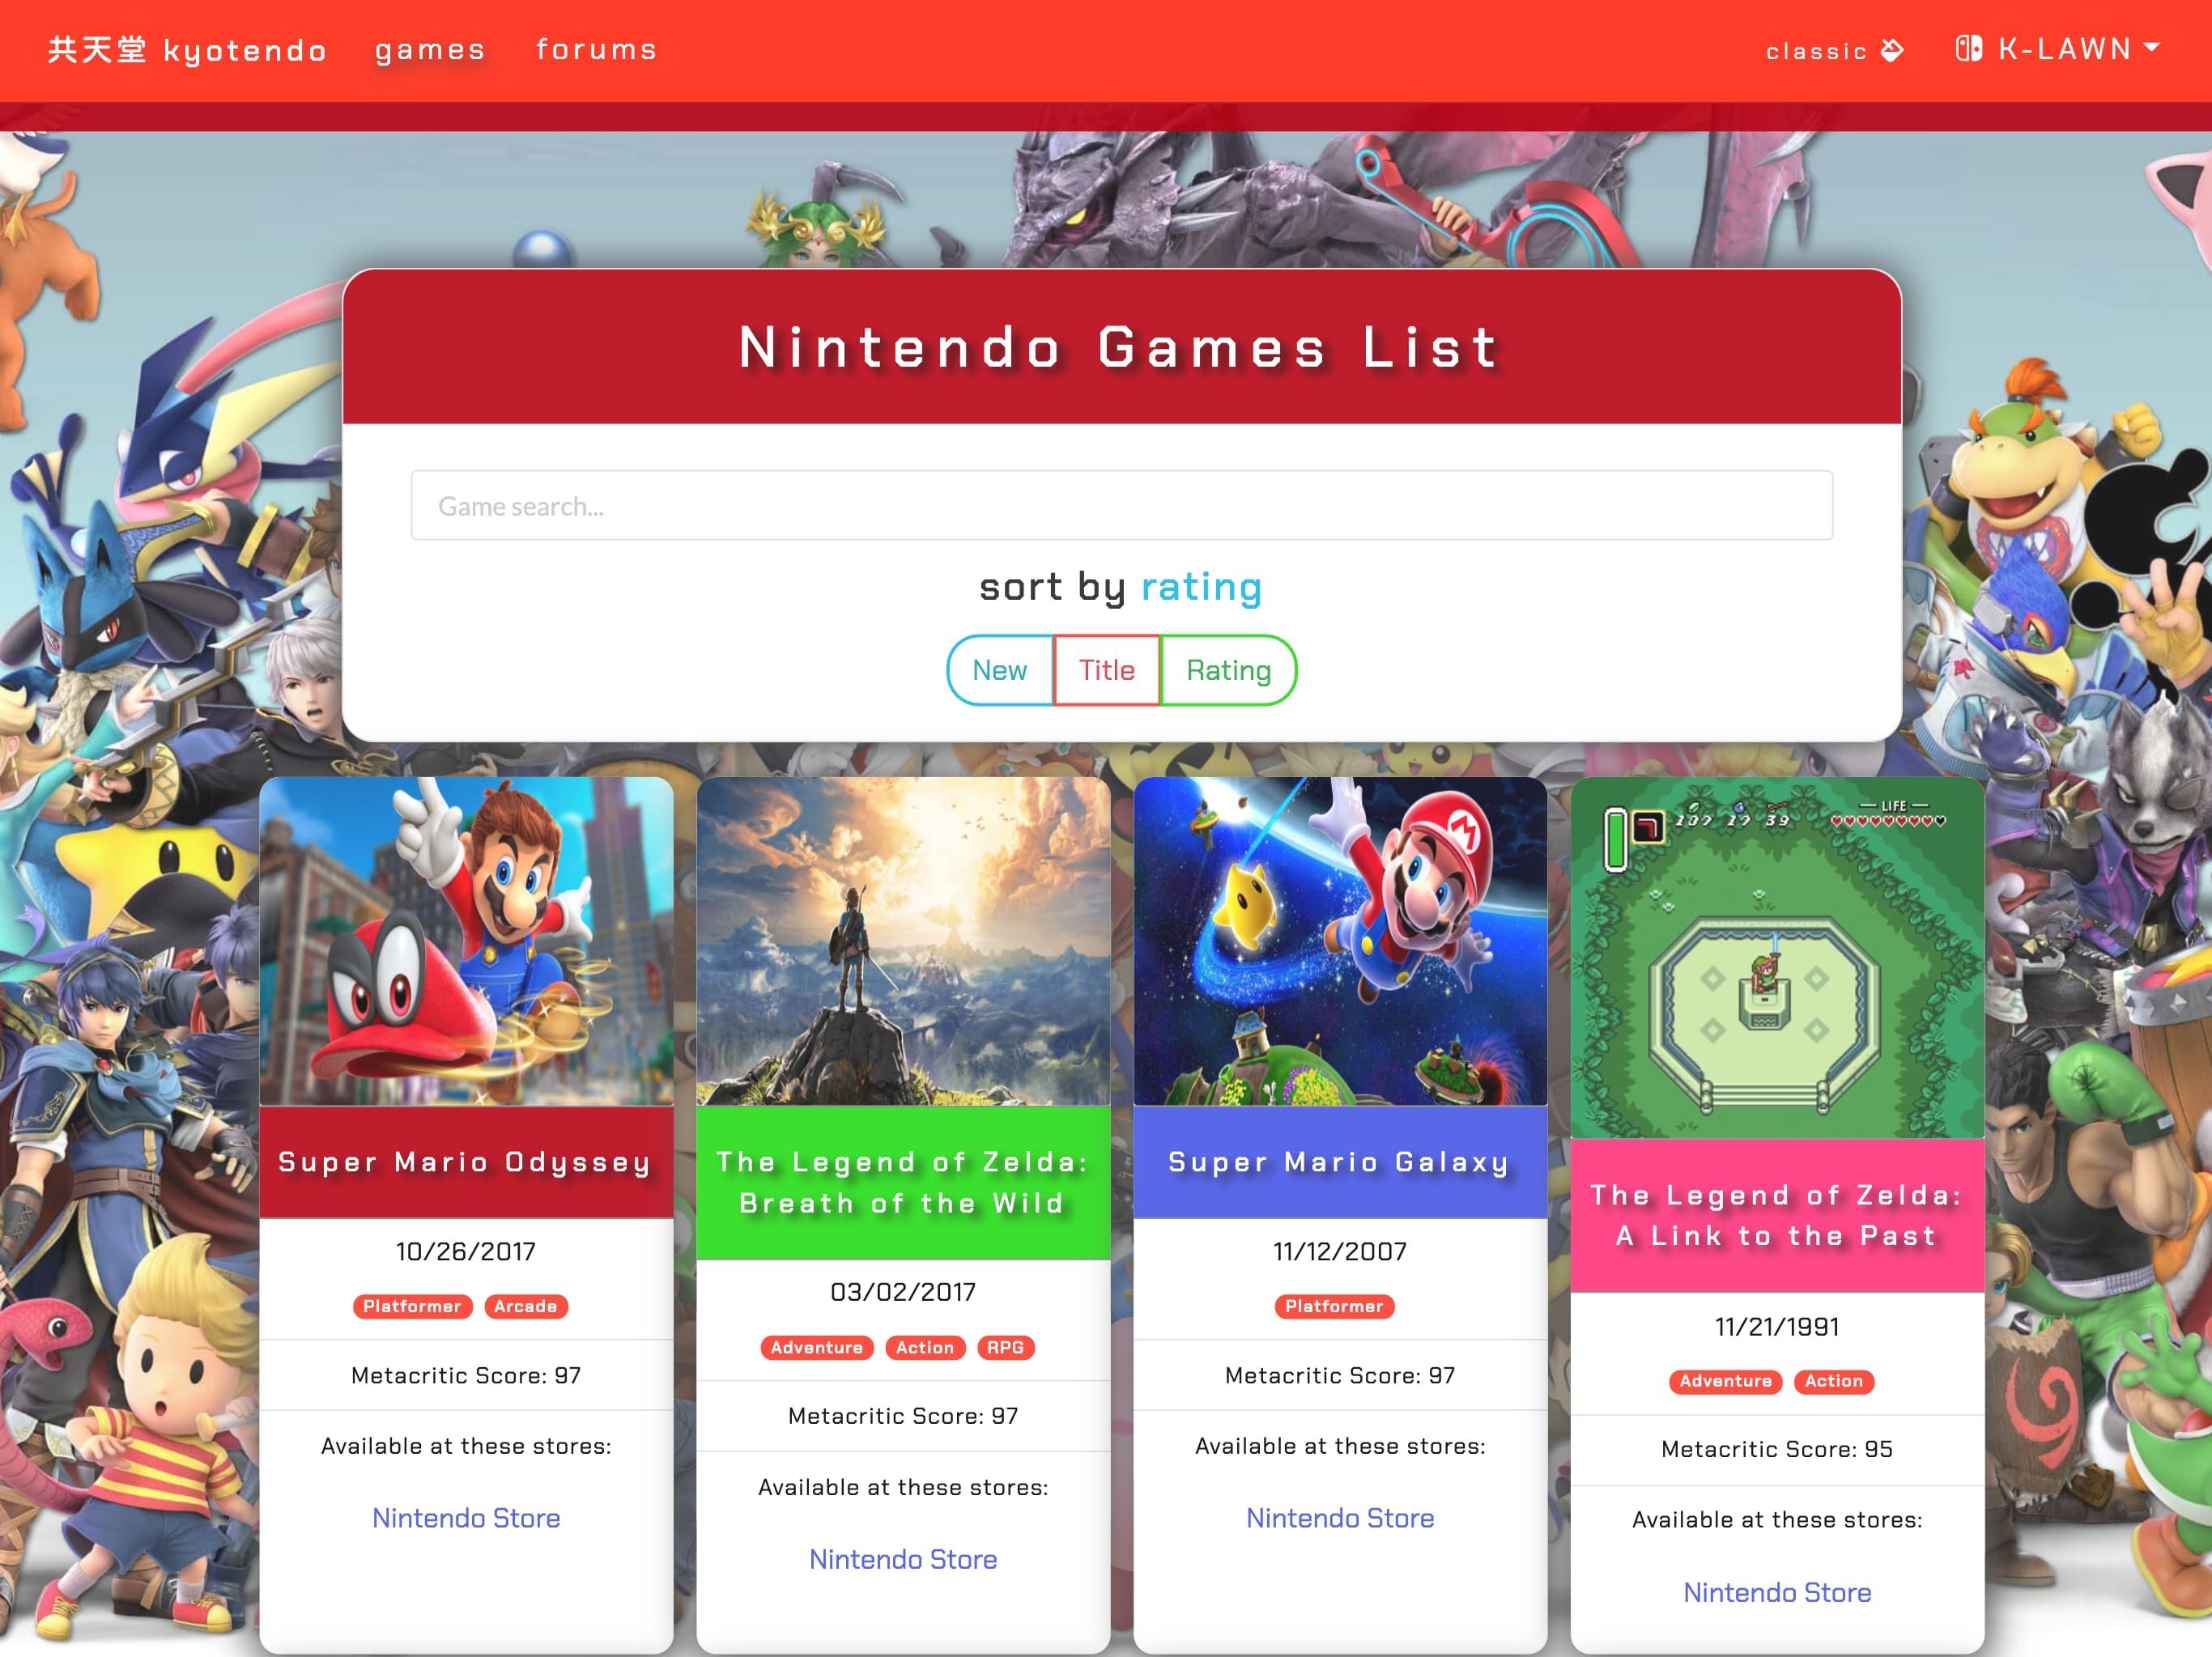 共天堂 kyotendo games forums classic K-LAWN
Nintendo Games List
Game search...
sort by rating
New Title Rating
LIFE
107 17 39
Super Mario Odyssey
10/26/2017
Platformer Arcade
Metacritic Score: 97
Available at these stores:
Nintendo Store
The Legend of Zelda:
Breath of the Wild
03/02/2017
Adventure Action RPG
Metacritic Score: 97
Available at these stores:
Nintendo Store
M
Super Mario Galaxy
11/12/2007
Platformer
Metacritic Score: 97
Available at these stores:
Nintendo Store
The Legend of Zelda:
A Link to the Past
11/21/1991
Adventure Action
Metacritic Score: 95
Available at these stores:
Nintendo Store